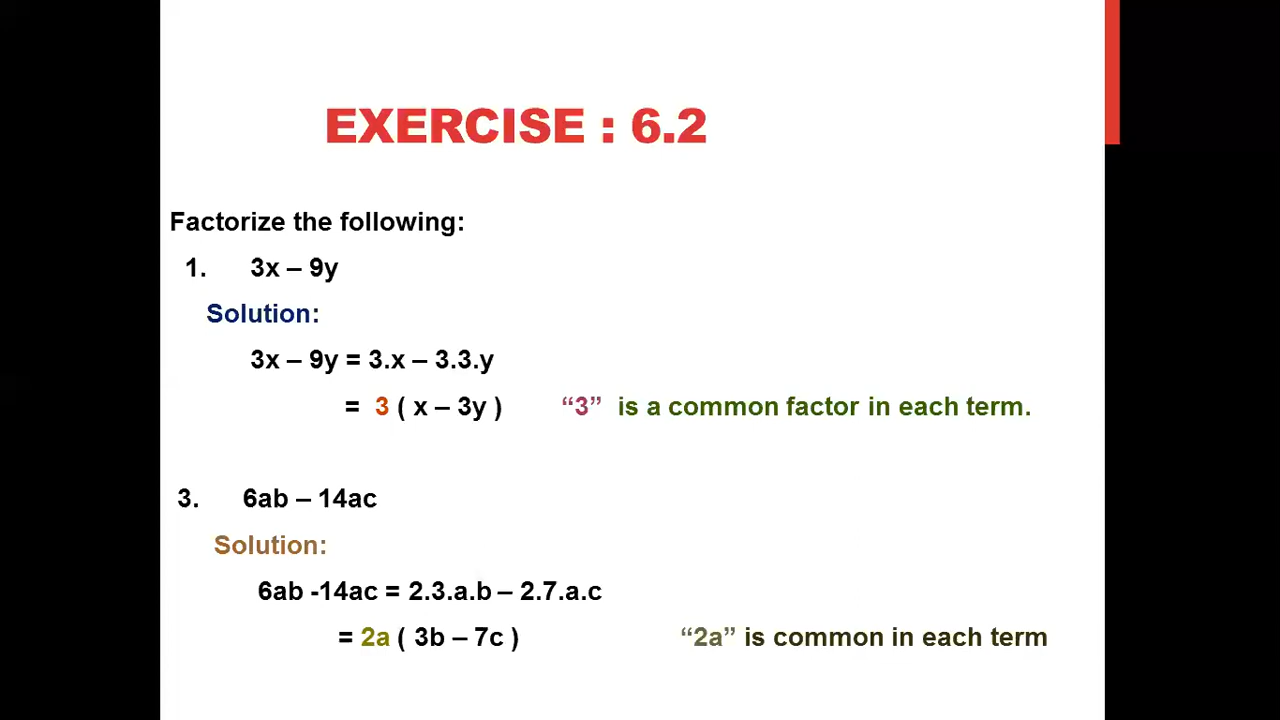 EXERCISE : 6.2
Factorize the following:
1. 3x – 9y
Solution:
3x – 9y = 3.x – 3.3.y
= 3 ( x – 3y ) “3” is a common factor in each term.
3. 6ab – 14ac
Solution:
6ab -14ac = 2.3.a.b – 2.7.a.c
= 2a ( 3b – 7c ) “2a” is common in each term